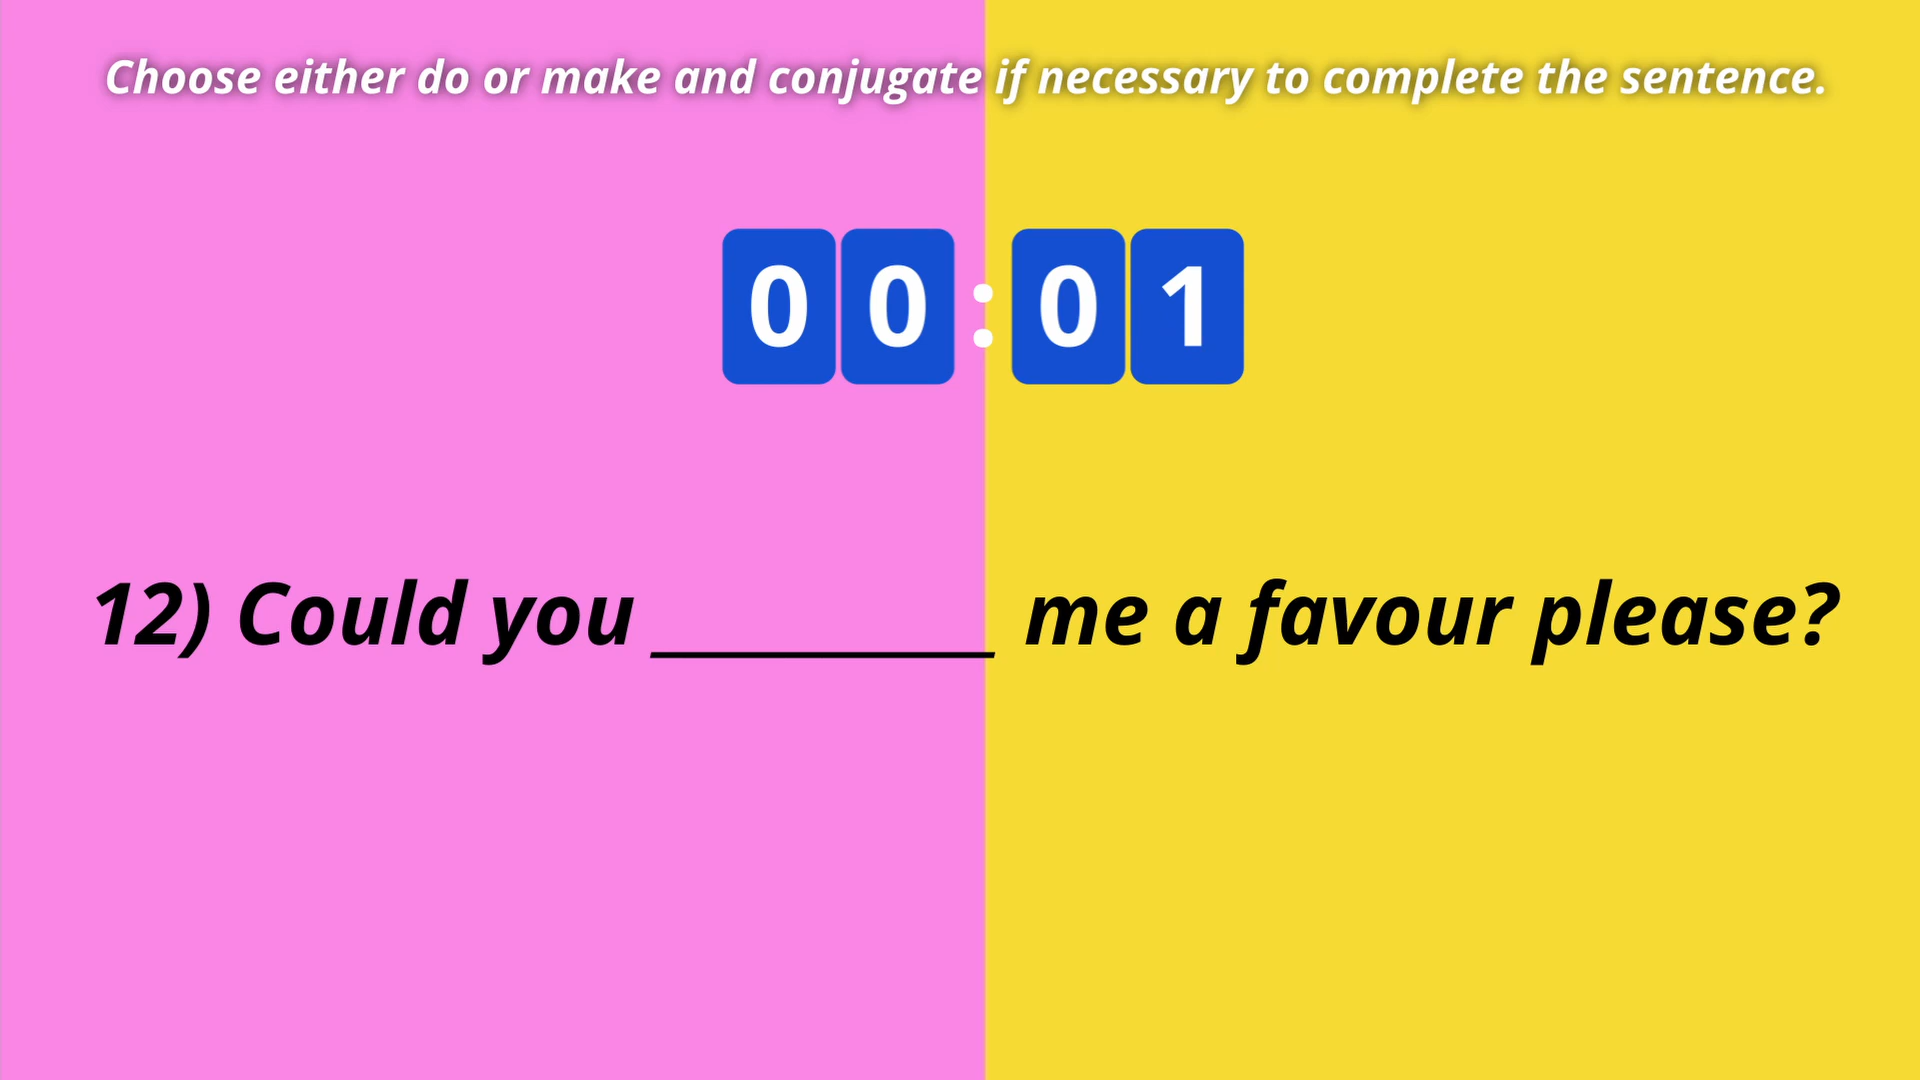 Choose either do or make and conjugate if necessary to complete the sentence.
00:01
12) Could you ________ me a favour please?